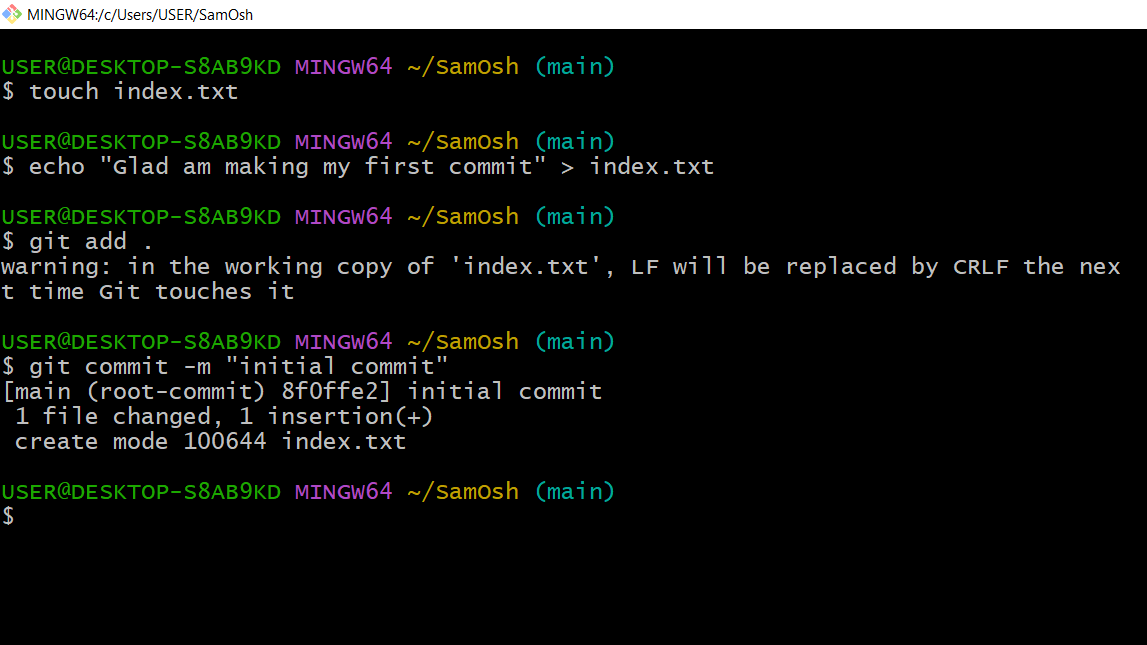 MINGW64:/c/Users/USER/SamOsh
USER@DESKTOP-S8AB9KD MINGW64 ~/SamOsh (main)
$ touch index.txt
USER@DESKTOP-S8AB9KD MINGW64 ~/SamOsh (main)
$ echo "Glad am making my first commit" > index.txt
USER@DESKTOP-S8AB9KD MINGW64 ~/SamOsh (main)
$ git add .
warning: in the working copy of 'index.txt', LF will be replaced by CRLF the nex
t time Git touches it
USER@DESKTOP-S8AB9KD MINGW64 ~/SamOsh (main)
$ git commit -m "initial commit"
[main (root-commit) 8f0ffe2] initial commit
 1 file changed, 1 insertion(+)
 create mode 100644 index.txt
USER@DESKTOP-S8AB9KD MINGW64 ~/SamOsh (main)
$